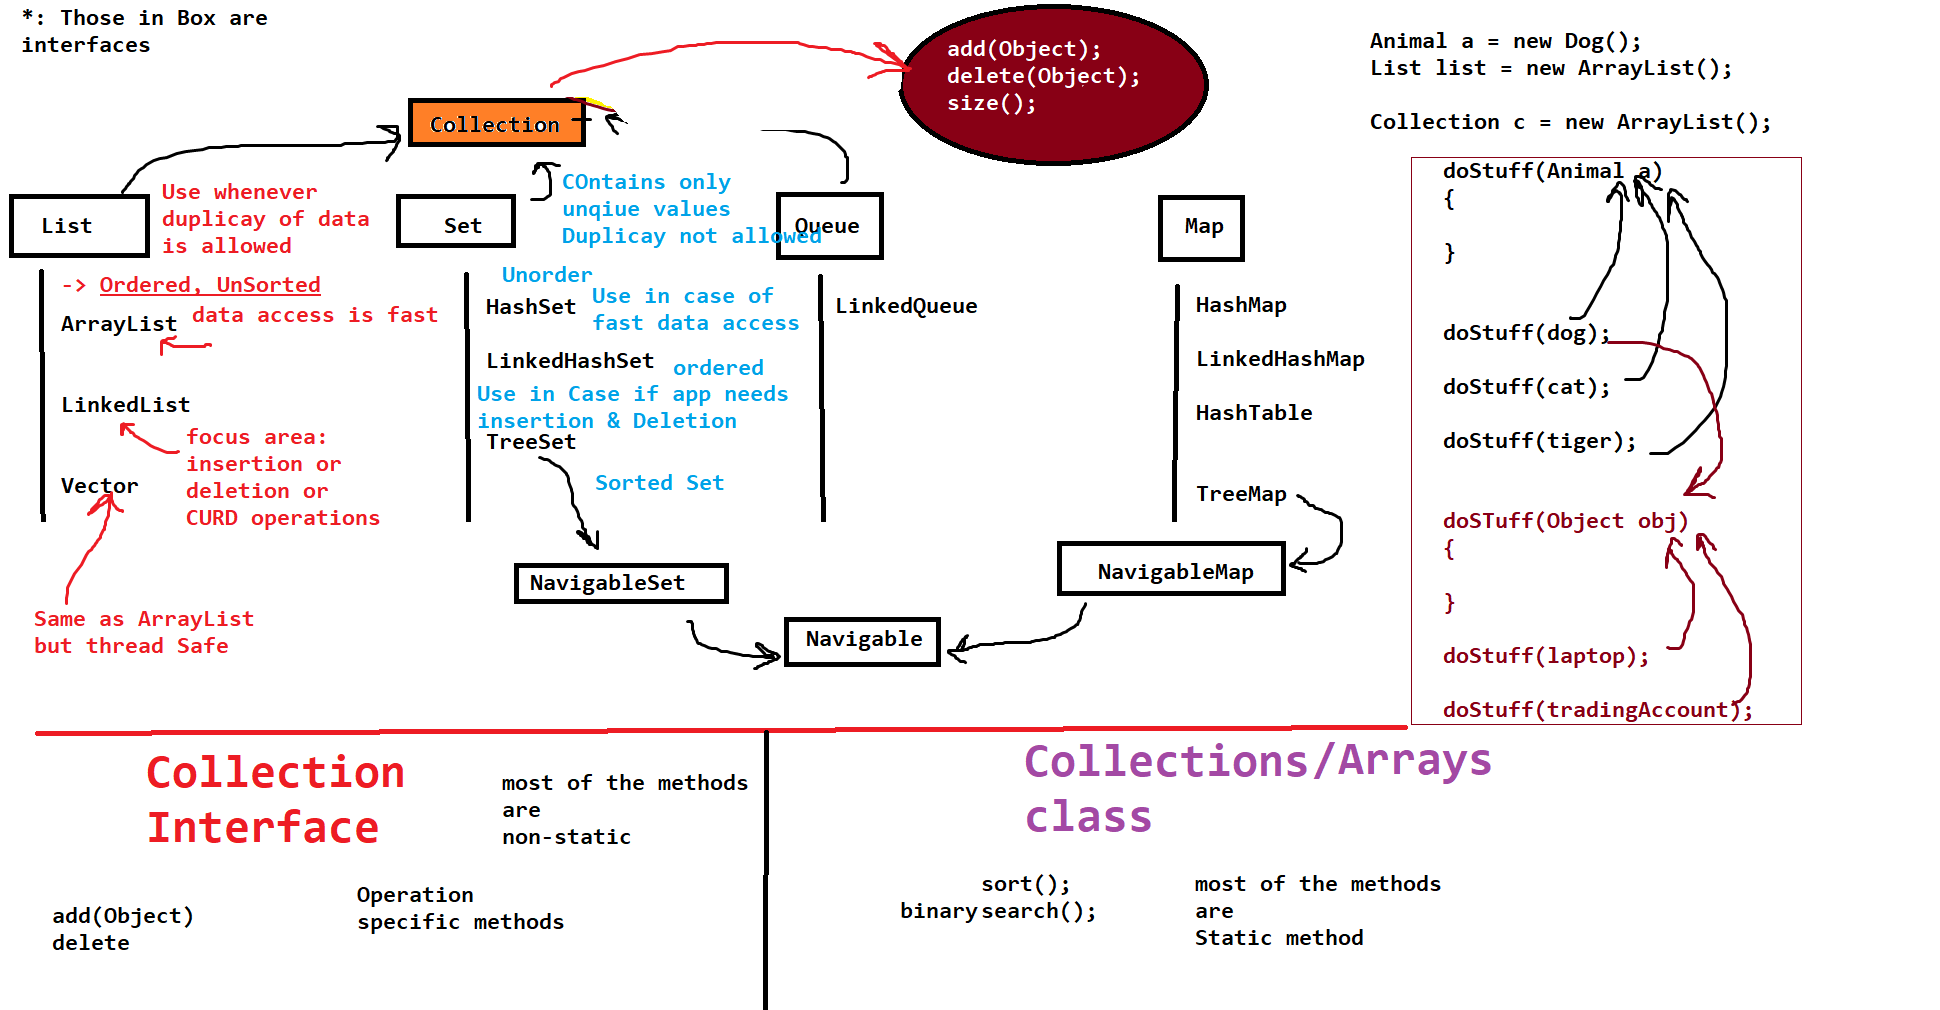 *: Those in Box are
interfaces
add(Object);
delete(Object);
size();
Animal a = new Dog();
List list = new ArrayList();
Collection c = new ArrayList();
Collection
List
Use whenever
duplicay of data
is allowed
-> Ordered, UnSorted
ArrayList
data access is fast
LinkedList
focus area:
insertion or
deletion or
CURD operations
Vector
Same as ArrayList
but thread Safe
Set
COntains only
unqiue values
Duplicay not allowed
Unorder
HashSet
Use in case of
fast data access
LinkedHashSet
ordered
Use in Case if app needs
insertion & Deletion
TreeSet
Sorted Set
NavigableSet
Queue
LinkedQueue
Map
HashMap
LinkedHashMap
HashTable
TreeMap
NavigableMap
Navigable
doStuff(Animal a)
{
}
doStuff(dog);
doStuff(cat);
doStuff(tiger);
doSTuff(Object obj)
{
}
doStuff(laptop);
doStuff(tradingAccount);
Collection
Interface
most of the methods
are
non-static
Operation
specific methods
add(Object)
delete
Collections/Arrays
class
sort();
binarysearch();
most of the methods
are
Static method